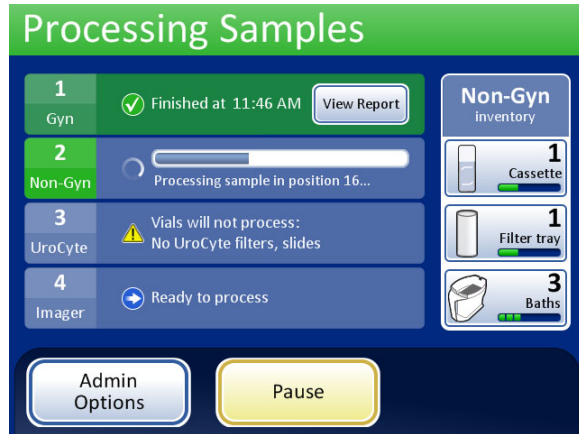 Processing Samples
1
Gyn
Finished at 11:46 AM
View Report
2
Non-Gyn
Processing sample in position 16...
3
UroCyte
Vials will not process:
No UroCyte filters, slides
4
Imager
Ready to process
Non-Gyn
inventory
1
Cassette
1
Filter tray
3
Baths
Admin
Options
Pause